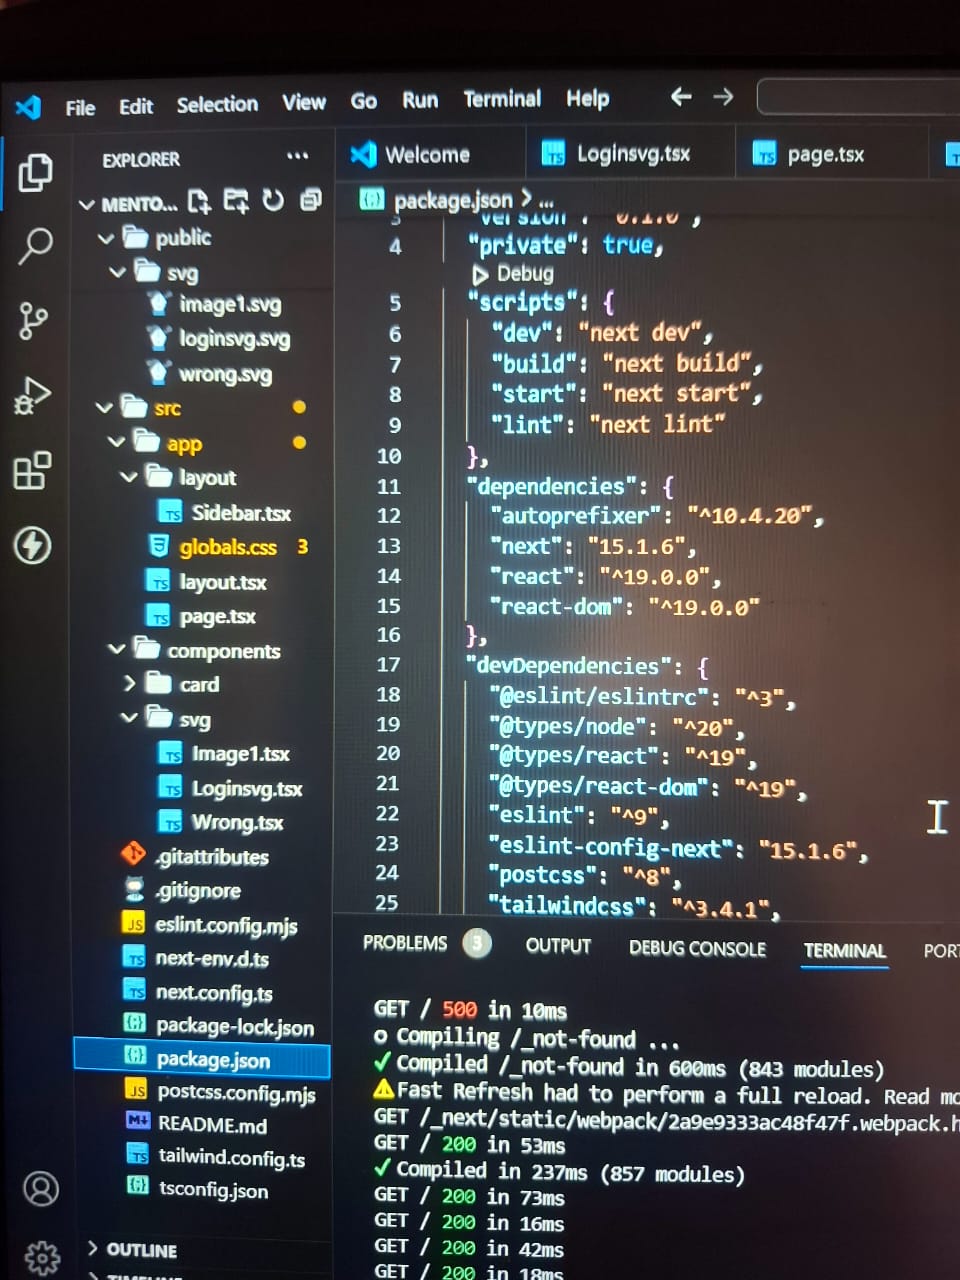 File Edit Selection View Go Run Terminal Help
EXPLORER
MENTO...
public
svg
image1.svg
loginsvg.svg
wrong.svg
src
app
layout
Sidebar.tsx
globals.css 3
layout.tsx
page.tsx
components
card
svg
Image1.tsx
Loginsvg.tsx
Wrong.tsx
.gitattributes
.gitignore
eslint.config.mjs
next-env.d.ts
next.config.ts
package-lock.json
package.json
postcss.config.mjs
README.md
tailwind.config.ts
tsconfig.json
OUTLINE
TIMELINE
Welcome Loginsvg.tsx page.tsx
package.json > ...
3 "version": "0.1.0",
4 "private": true,
Debug
5 "scripts": {
6 "dev": "next dev",
7 "build": "next build",
8 "start": "next start",
9 "lint": "next lint"
10 },
11 "dependencies": {
12 "autoprefixer": "^10.4.20",
13 "next": "15.1.6",
14 "react": "^19.0.0",
15 "react-dom": "^19.0.0"
16 },
17 "devDependencies": {
18 "@eslint/eslintrc": "^3",
19 "@types/node": "^20",
20 "@types/react": "^19",
21 "@types/react-dom": "^19",
22 "eslint": "^9",
23 "eslint-config-next": "15.1.6",
24 "postcss": "^8",
25 "tailwindcss": "^3.4.1",
PROBLEMS 3 OUTPUT DEBUG CONSOLE TERMINAL POR
GET / 500 in 10ms
○ Compiling /_not-found ...
✓ Compiled /_not-found in 600ms (843 modules)
⚠ Fast Refresh had to perform a full reload. Read mo
GET /_next/static/webpack/2a9e9333ac48f47f.webpack.h
GET / 200 in 53ms
✓ Compiled in 237ms (857 modules)
GET / 200 in 73ms
GET / 200 in 16ms
GET / 200 in 42ms
GET / 200 in 18ms